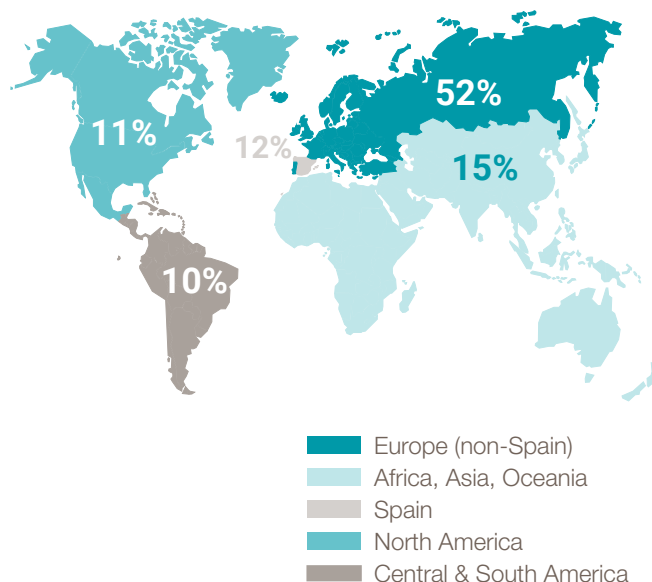 52%
11%
12%
15%
10%
Europe (non-Spain)
Africa, Asia, Oceania
Spain
North America
Central & South America